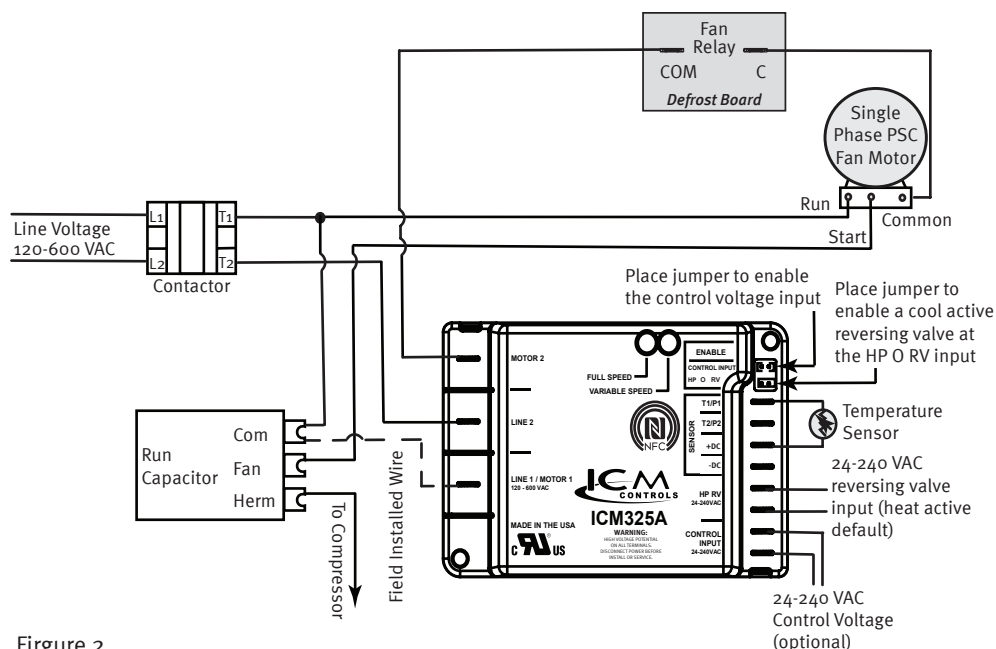 Fan
Relay
COM C
Defrost Board
Single
Phase PSC
Fan Motor
Run
Common
Start
Line Voltage
120-600 VAC
L1
T1
L2
T2
Contactor
Place jumper to enable
the control voltage input
Place jumper to
enable a cool active
reversing valve at
the HP O RV input
MOTOR 2
LINE 2
LINE 1 / MOTOR 1
120 - 600 VAC
FULL SPEED
VARIABLE SPEED
ENABLE
CONTROL INPUT
HP O RV
SENSOR
T1/P1
T2/P2
+DC
-DC
HP RV
24-240VAC
CONTROL
INPUT
24-240VAC
N
NFC
ICM
CONTROLS
ICM325A
WARNING:
HIGH VOLTAGE POTENTIAL
ON ALL TERMINALS.
DISCONNECT POWER BEFORE
INSTALL OR SERVICE.
MADE IN THE USA
C RU US
®
Temperature
Sensor
24-240 VAC
reversing valve
input (heat active
default)
24-240 VAC
Control Voltage
(optional)
Run
Capacitor
Com
Fan
Herm
To Compressor
Field Installed Wire
Firgure 2